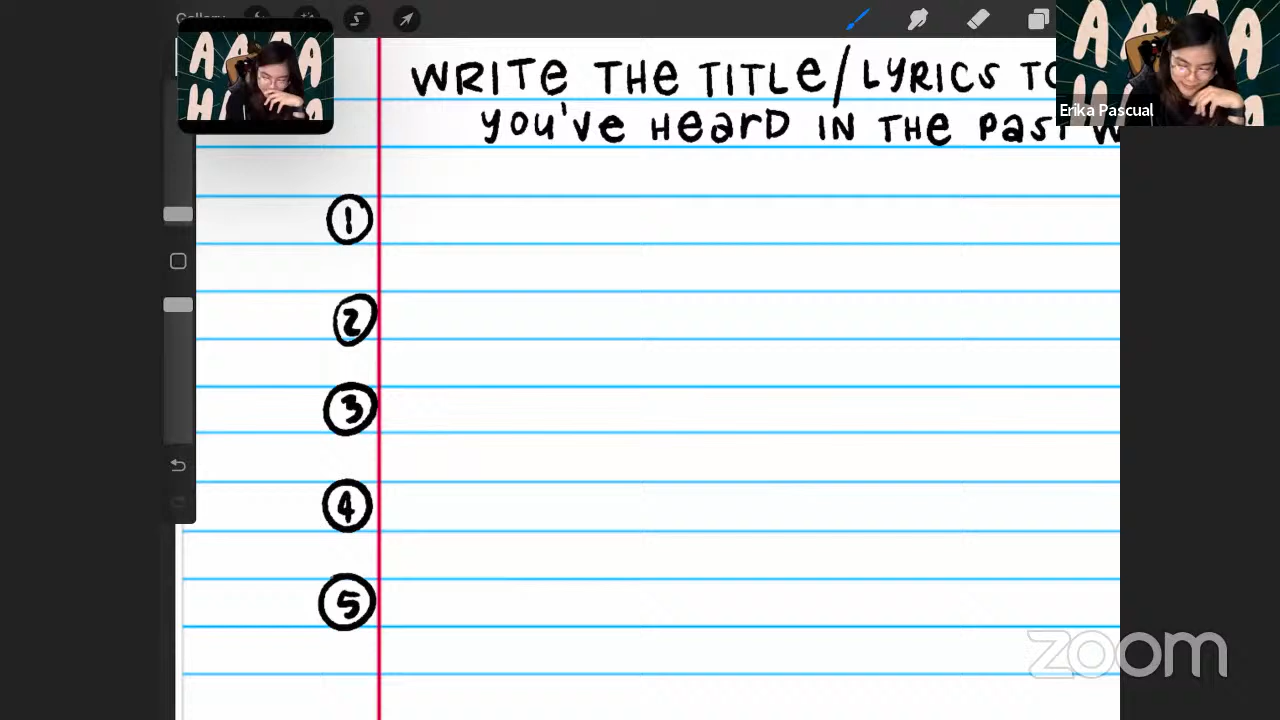 Gallery
WRITE THE TITLE/LYRICS TO
YOU'VE HEARD IN THE PAST W
1
2
3
4
5
A A A A
H A
A A
H A
Erika Pascual
zoom